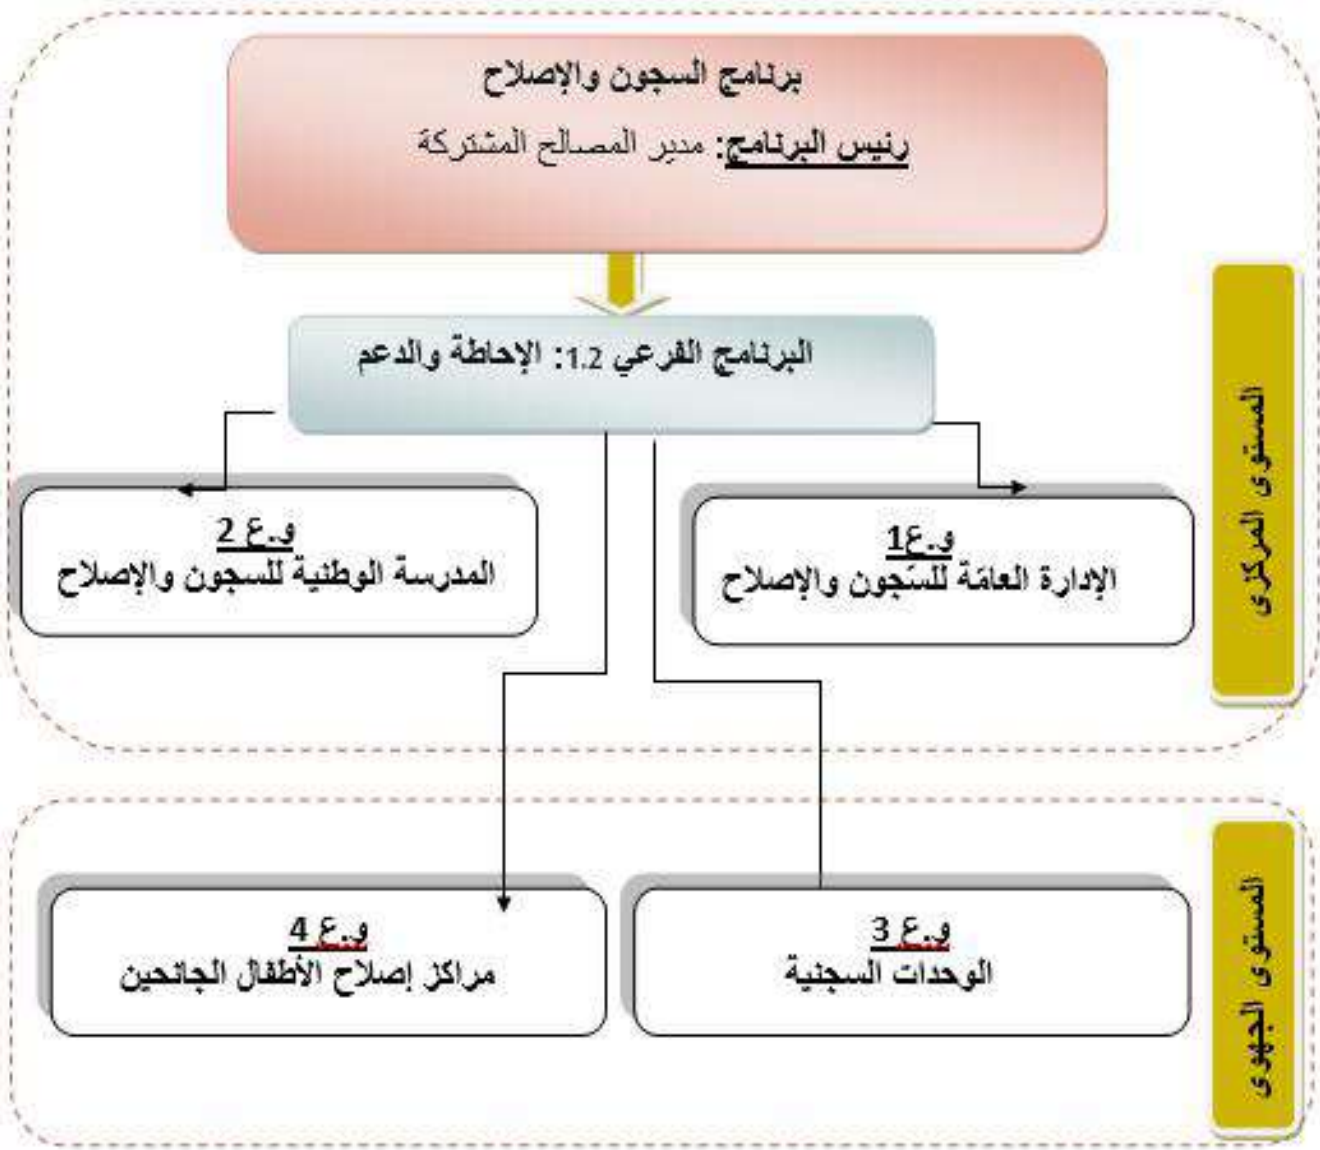 برنامج السجون والإصلاح
رئيس البرنامج: مدير المصالح المشتركة
البرنامج الفرعي 1.2: الإحاطة والدعم
المستوى المركزي
و.ع1
الإدارة العامّة للسّجون والإصلاح
و.ع 2
المدرسة الوطنية للسجون والإصلاح
المستوى الجهوي
و.ع 3
الوحدات السجنية
و.ع 4
مراكز إصلاح الأطفال الجانحين